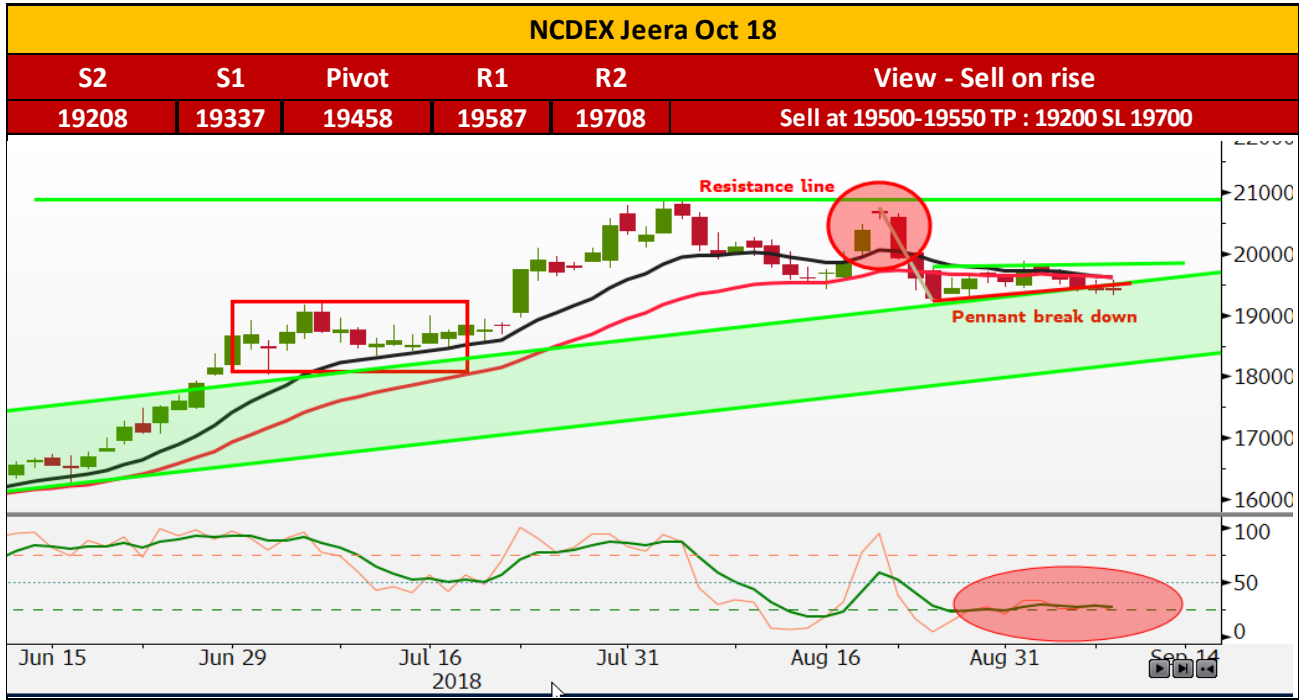 NCDEX Jeera Oct 18
S2 S1 Pivot R1 R2 View - Sell on rise
19208 19337 19458 19587 19708 Sell at 19500-19550 TP : 19200 SL 19700
22000
Resistance line
21000
20000
19000
Pennant break down
18000
17000
16000
100
50
0
Jun 15 Jun 29 Jul 16 Jul 31 Aug 16 Aug 31 Sep 14
2018